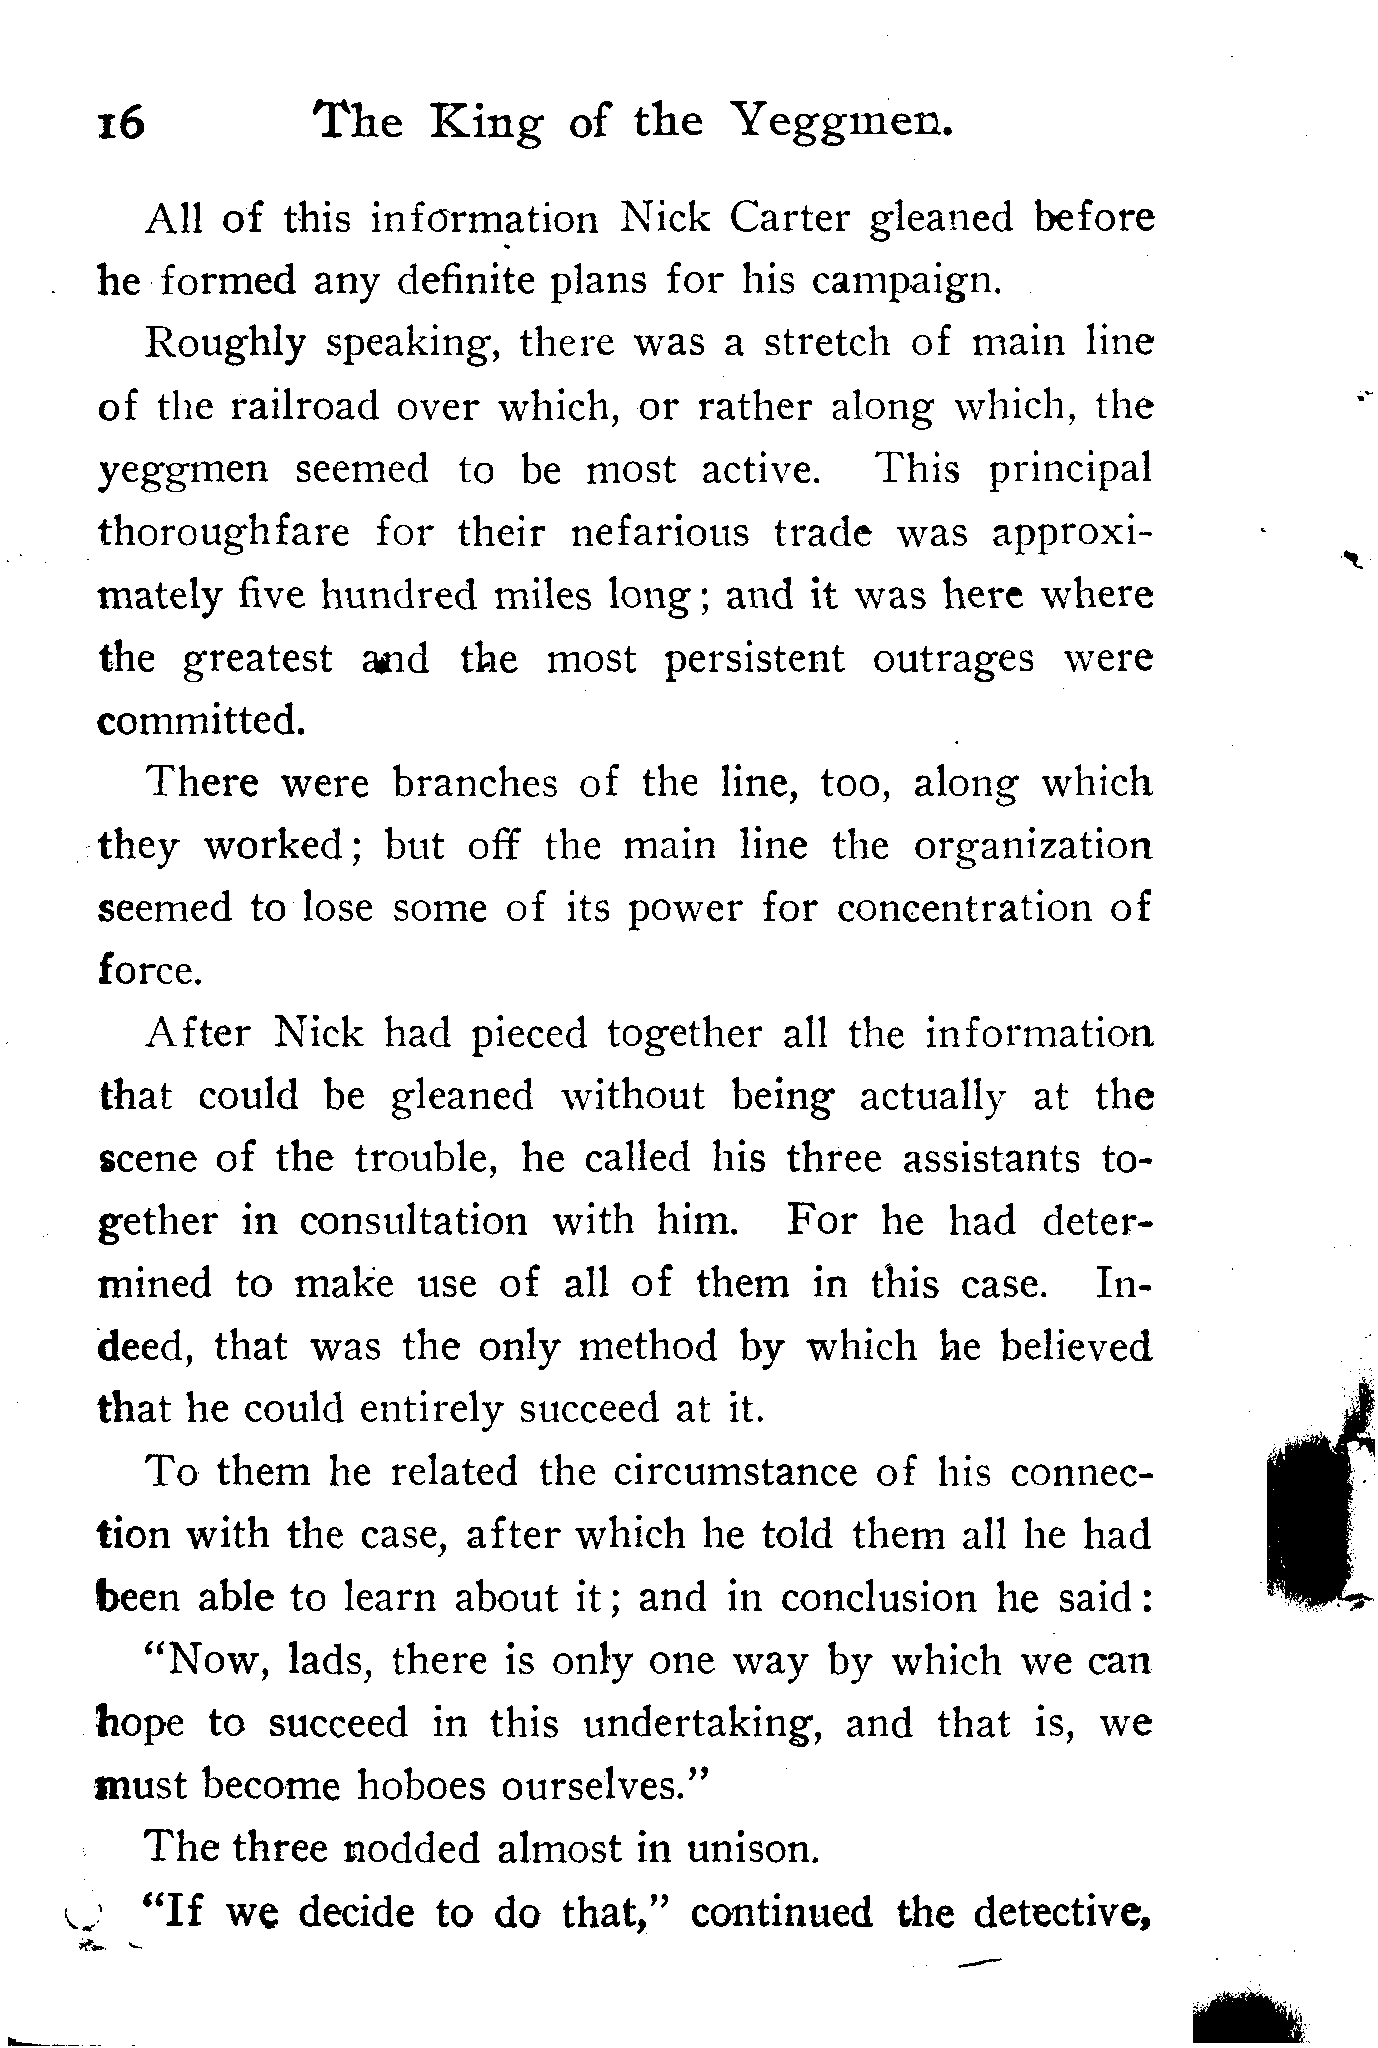 16 The King of the Yeggmen.
All of this information Nick Carter gleaned before
he formed any definite plans for his campaign.
Roughly speaking, there was a stretch of main line
of the railroad over which, or rather along which, the
yeggmen seemed to be most active. This principal
thoroughfare for their nefarious trade was approxi-
mately five hundred miles long; and it was here where
the greatest and the most persistent outrages were
committed.
There were branches of the line, too, along which
they worked; but off the main line the organization
seemed to lose some of its power for concentration of
force.
After Nick had pieced together all the information
that could be gleaned without being actually at the
scene of the trouble, he called his three assistants to-
gether in consultation with him. For he had deter-
mined to make use of all of them in this case. In-
deed, that was the only method by which he believed
that he could entirely succeed at it.
To them he related the circumstance of his connec-
tion with the case, after which he told them all he had
been able to learn about it; and in conclusion he said:
"Now, lads, there is only one way by which we can
hope to succeed in this undertaking, and that is, we
must become hoboes ourselves."
The three nodded almost in unison.
"If we decide to do that," continued the detective,